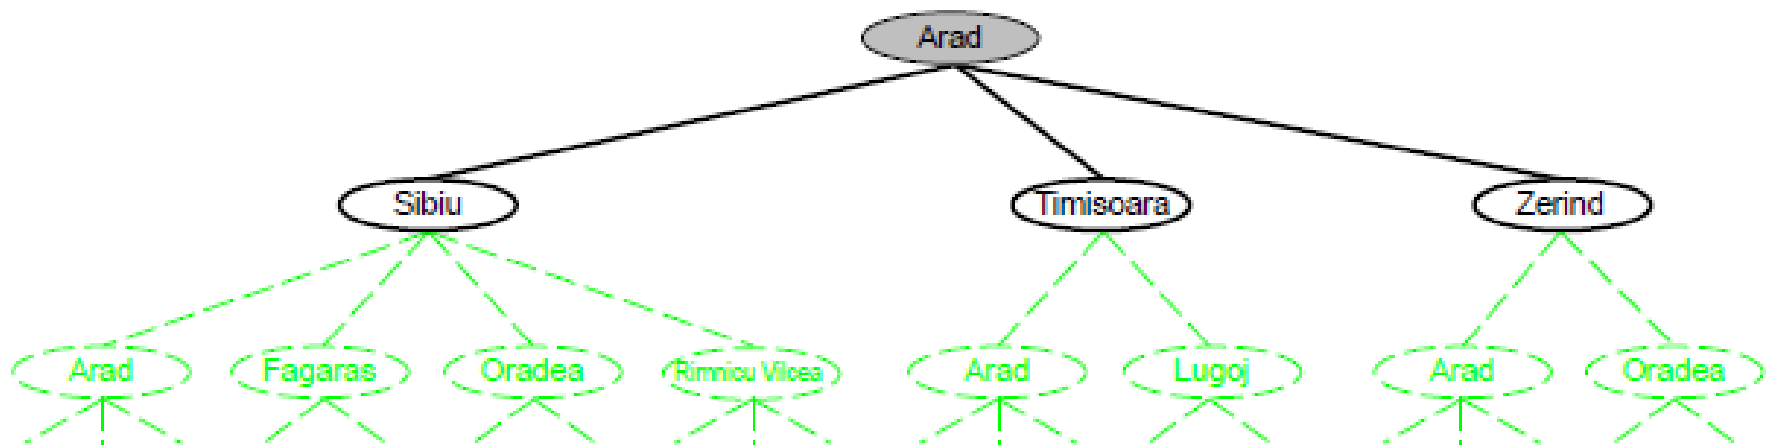 Arad
Sibiu
Timisoara
Zerind
Arad
Fagaras
Oradea
Rimnicu Vilcea
Arad
Lugoj
Arad
Oradea